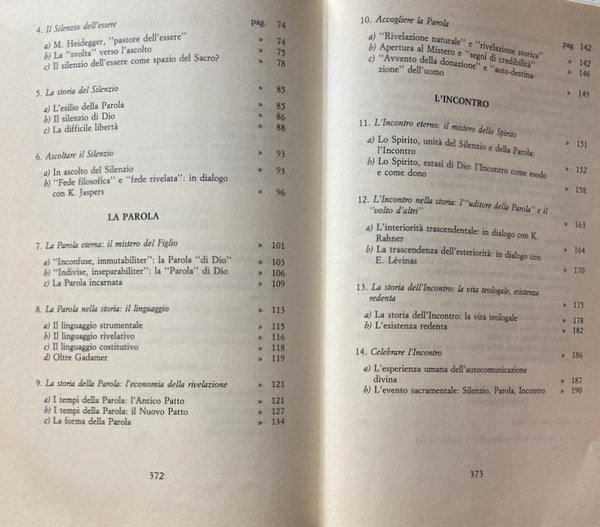 4. Il Silenzio dell'essere pag. 74
a) M. Heidegger, "pastore dell'essere" » 74
b) La "svolta" verso l'ascolto » 75
c) Il silenzio dell'essere come spazio del Sacro? » 78
5. La storia del Silenzio » 85
a) L'esilio della Parola » 85
b) Il silenzio di Dio » 86
c) La difficile libertà » 88
6. Ascoltare il Silenzio » 93
a) In ascolto del Silenzio » 93
b) "Fede filosofica" e "fede rivelata": in dialogo
con K. Jaspers » 96
LA PAROLA
7. La Parola eterna: il mistero del Figlio » 101
a) "Inconfuse, immutabiliter": la Parola "di Dio" » 103
b) "Indivise, inseparabiliter": la "Parola" di Dio » 106
c) La Parola incarnata » 109
8. La Parola nella storia: il linguaggio » 113
a) Il linguaggio strumentale » 115
b) Il linguaggio rivelativo » 116
c) Il linguaggio costitutivo » 118
d) Oltre Gadamer » 119
9. La storia della Parola: l'economia della rivelazione » 121
a) I tempi della Parola: l'Antico Patto » 121
b) I tempi della Parola: il Nuovo Patto » 127
c) La forma della Parola » 134
372
10. Accogliere la Parola pag. 142
a) "Rivelazione naturale" e "rivelazione storica" » 142
b) Apertura al Mistero e "segni di credibilità" » 146
c) "Avvento della donazione" e "auto-destina-
zione" dell'uomo » 149
L'INCONTRO
11. L'Incontro eterno: il mistero dello Spirito » 151
a) Lo Spirito, unità del Silenzio e della Parola:
l'Incontro » 152
b) Lo Spirito, estasi di Dio: l'Incontro come esodo
e come dono » 158
12. L'Incontro nella storia: l'"uditore della Parola" e il
"volto d'altri" » 163
a) L'interiorità trascendentale: in dialogo con K.
Rahner » 164
b) La trascendenza dell'esteriorità: in dialogo con
E. Lévinas » 170
13. La storia dell'Incontro: la vita teologale, esistenza
redenta » 175
a) La storia dell'Incontro: la vita teologale » 178
b) L'esistenza redenta » 182
14. Celebrare l'Incontro » 186
a) L'esperienza umana dell'autocomunicazione
divina » 187
b) L'evento sacramentale: Silenzio, Parola, Incontro » 190
373